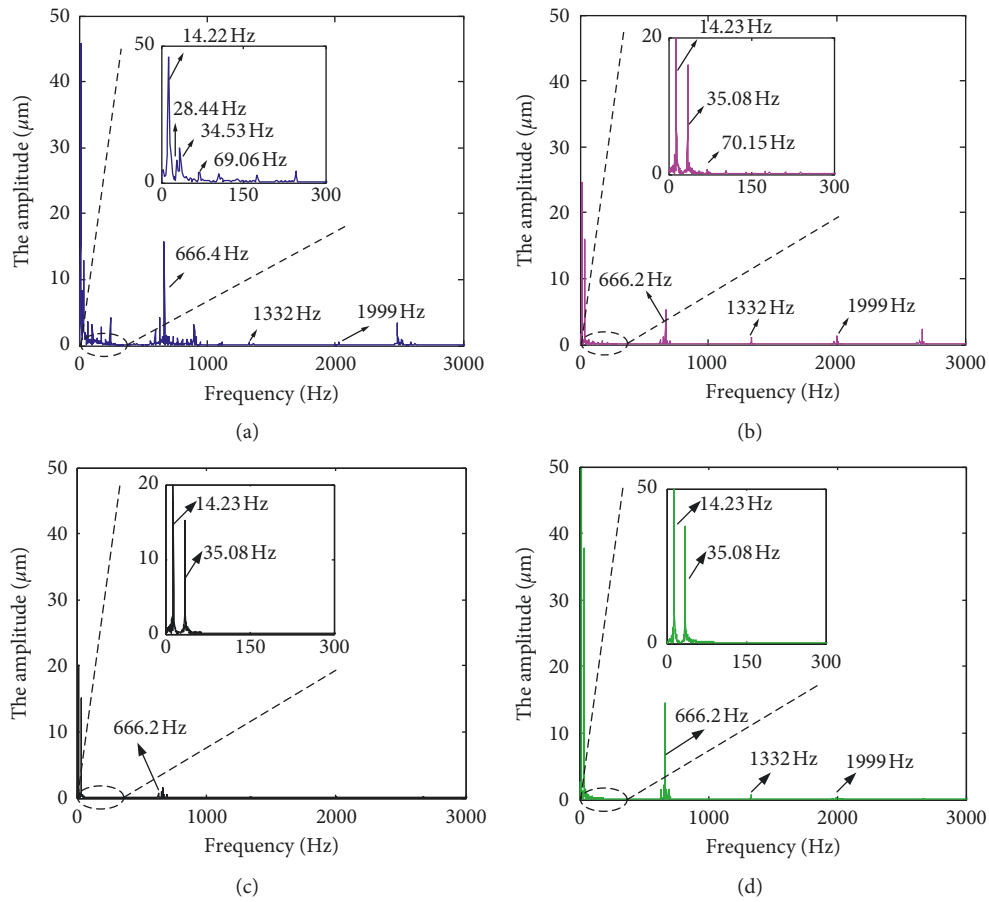 50
40
30
20
10
0
The amplitude (μm)
50
0
0
150
300
14.22 Hz
28.44 Hz
34.53 Hz
69.06 Hz
666.4 Hz
1332 Hz
1999 Hz
0
1000
2000
3000
Frequency (Hz)
(a)
50
40
30
20
10
0
The amplitude (μm)
20
0
0
150
300
14.23 Hz
35.08 Hz
70.15 Hz
666.2 Hz
1332 Hz
1999 Hz
0
1000
2000
3000
Frequency (Hz)
(b)
50
40
30
20
10
0
The amplitude (μm)
20
10
0
0
150
300
14.23 Hz
35.08 Hz
666.2 Hz
0
1000
2000
3000
Frequency (Hz)
(c)
50
40
30
20
10
0
The amplitude (μm)
50
0
0
150
300
14.23 Hz
35.08 Hz
666.2 Hz
1332 Hz
1999 Hz
0
1000
2000
3000
Frequency (Hz)
(d)